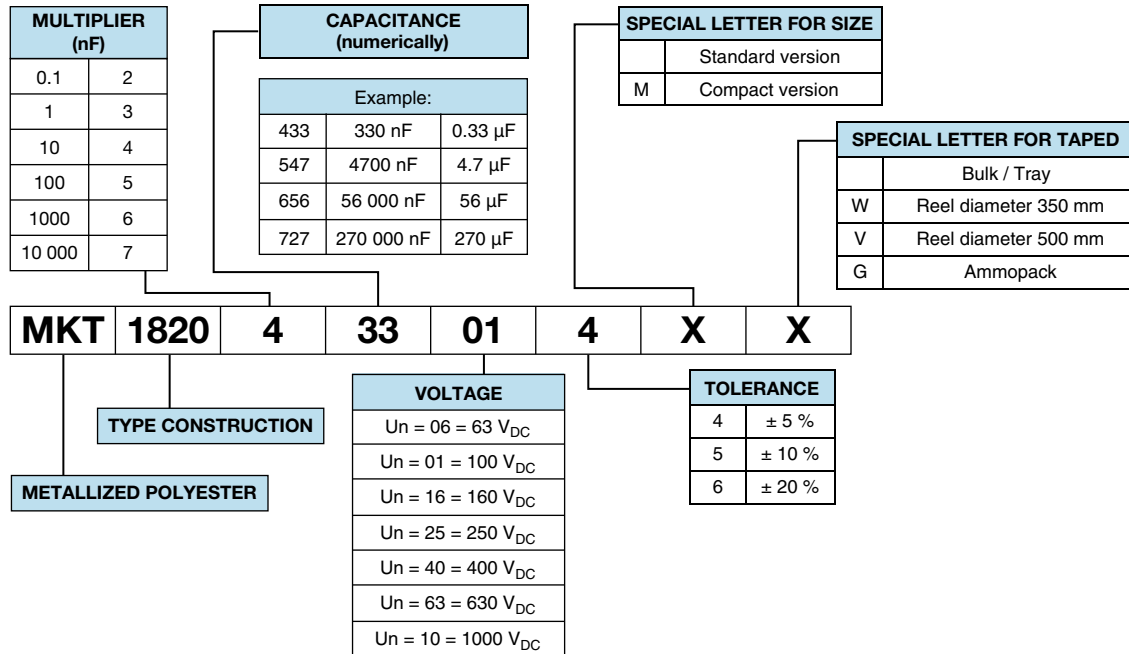 MULTIPLIER
(nF)
0.1 2
1 3
10 4
100 5
1000 6
10 000 7
CAPACITANCE
(numerically)
Example:
433 330 nF 0.33 µF
547 4700 nF 4.7 µF
656 56 000 nF 56 µF
727 270 000 nF 270 µF
SPECIAL LETTER FOR SIZE
Standard version
M Compact version
SPECIAL LETTER FOR TAPED
Bulk / Tray
W Reel diameter 350 mm
V Reel diameter 500 mm
G Ammopack
MKT 1820 4 33 01 4 X X
METALLIZED POLYESTER
TYPE CONSTRUCTION
VOLTAGE
Un = 06 = 63 VDC
Un = 01 = 100 VDC
Un = 16 = 160 VDC
Un = 25 = 250 VDC
Un = 40 = 400 VDC
Un = 63 = 630 VDC
Un = 10 = 1000 VDC
TOLERANCE
4 ± 5 %
5 ± 10 %
6 ± 20 %